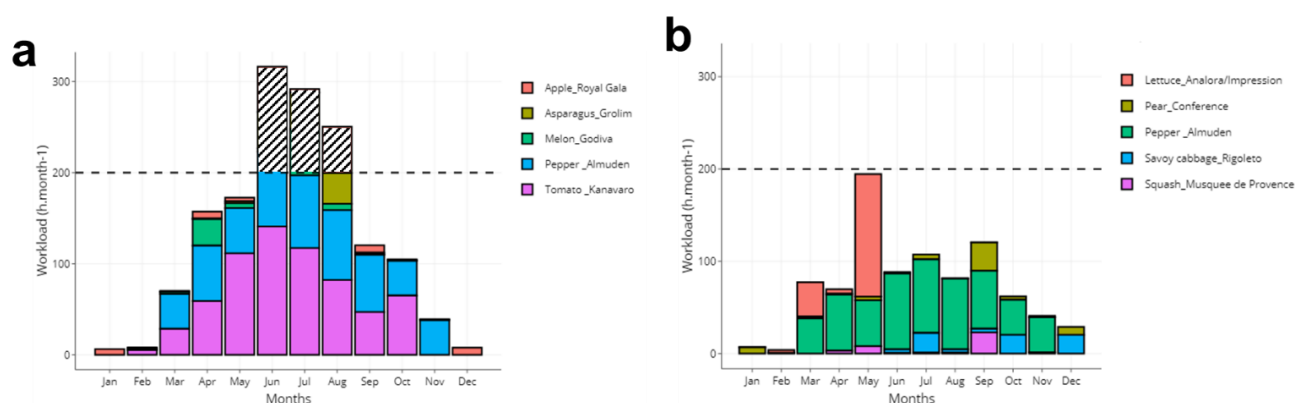 a
Workload (h.month-1)
300
200
100
0
Jan Feb Mar Apr May Jun Jul Aug Sep Oct Nov Dec
Months
Apple_Royal Gala
Asparagus_Grolim
Melon_Godiva
Pepper _Almuden
Tomato _Kanavaro
b
Workload (h.month-1)
300
200
100
0
Jan Feb Mar Apr May Jun Jul Aug Sep Oct Nov Dec
Months
Lettuce_Analora/Impression
Pear_Conference
Pepper _Almuden
Savoy cabbage_Rigoleto
Squash_Musquee de Provence